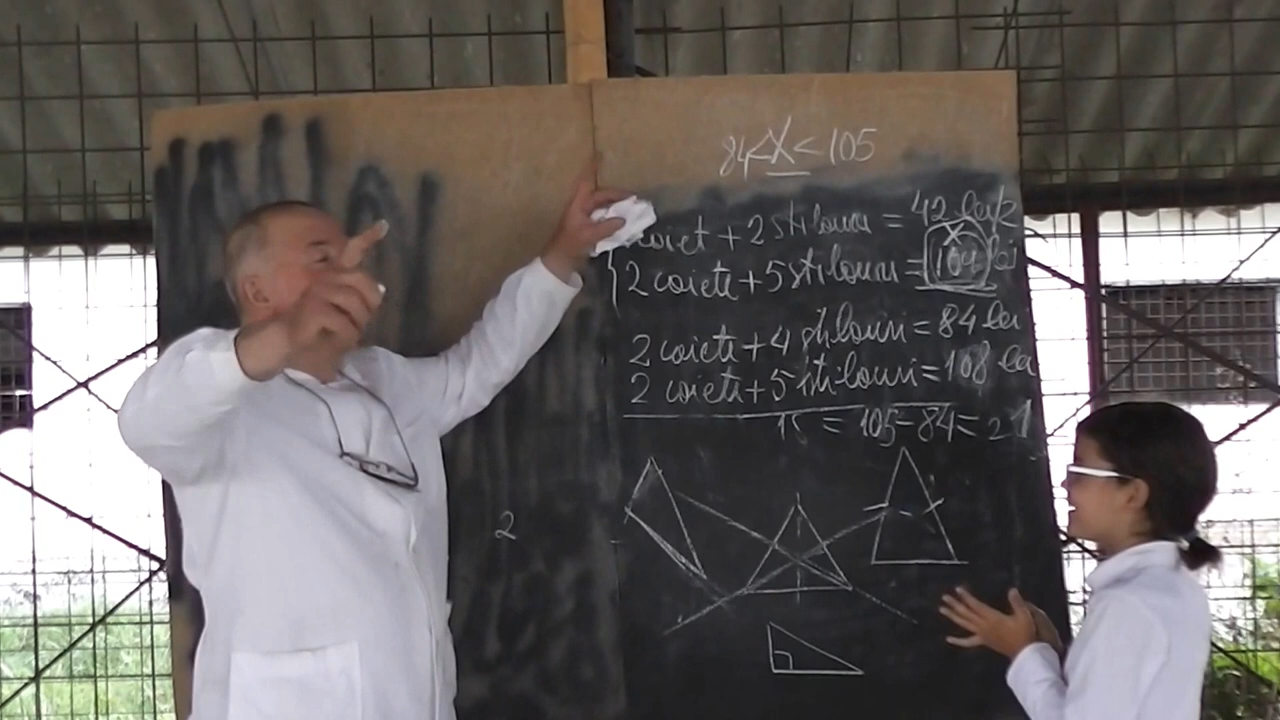 84<X<105
caiet + 2 stilouri = 42 lei/2
2 caiete + 5 stilouri = lei
2 caiete + 4 stilouri = 84 lei
2 caiete + 5 stilouri = 108 lei
1s = 105-84 = 21
2